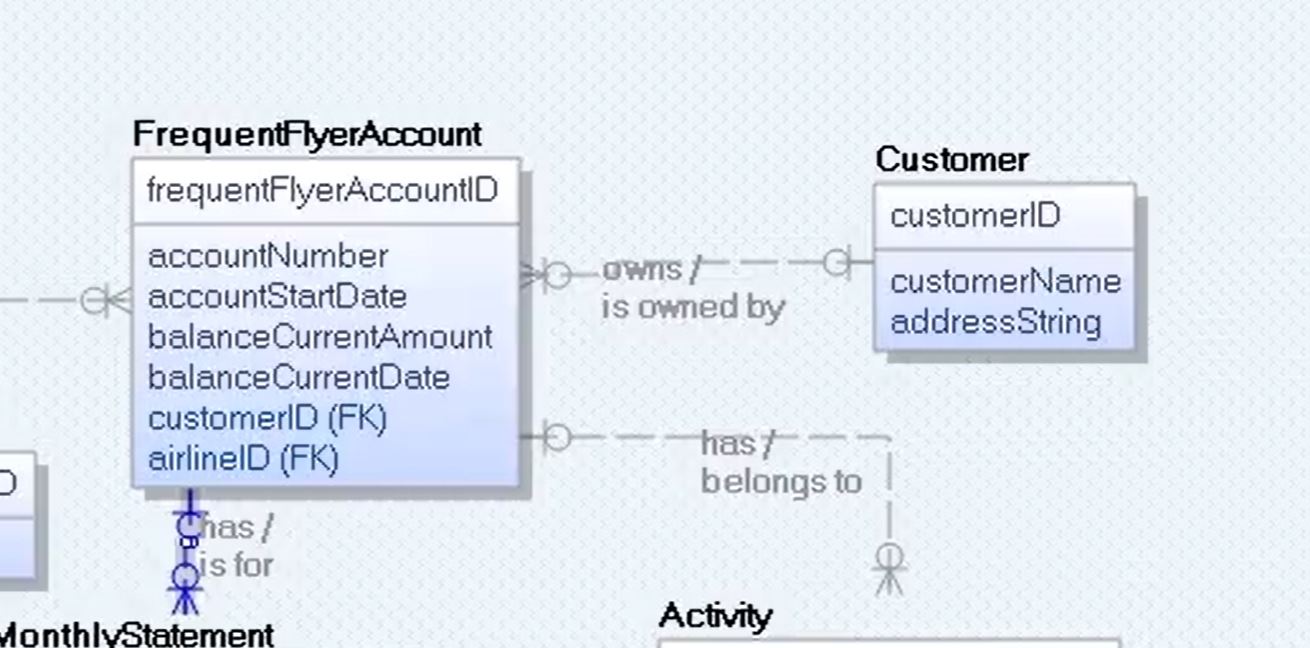 FrequentFlyerAccount
frequentFlyerAccountID
accountNumber
accountStartDate
balanceCurrentAmount
balanceCurrentDate
customerID (FK)
airlineID (FK)
owns /
is owned by
Customer
customerID
customerName
addressString
has /
belongs to
D
has /
is for
MonthlyStatement
Activity